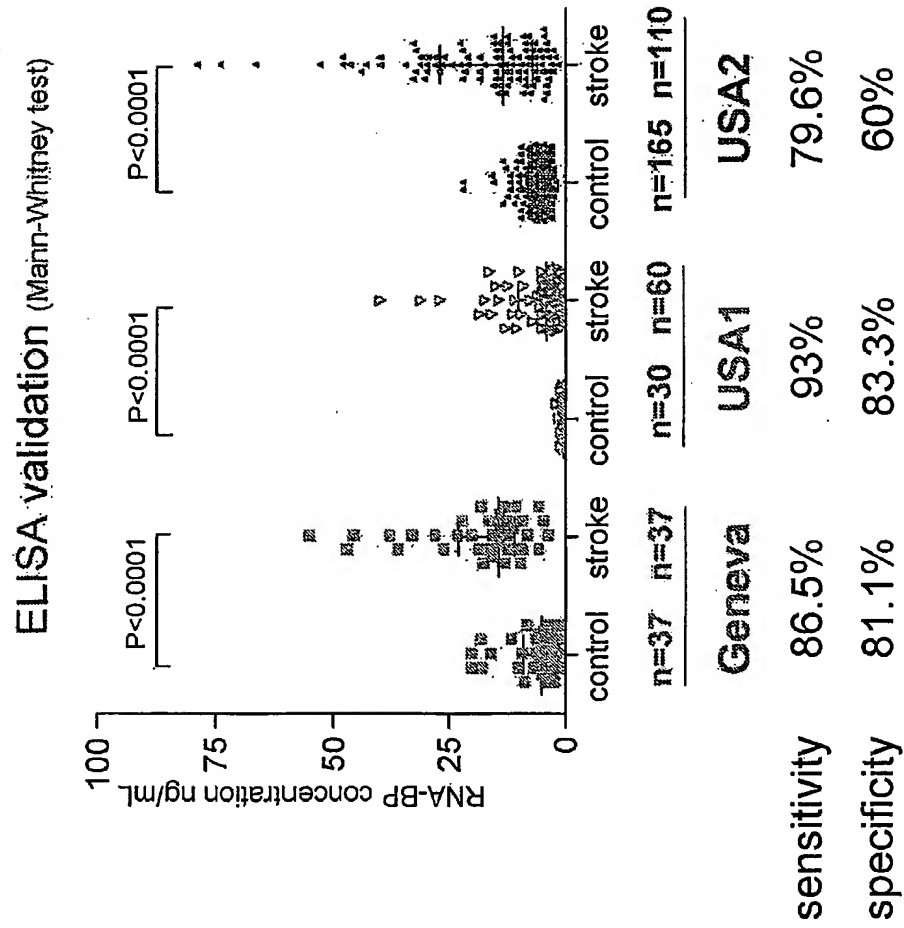 ELISA validation (Mann-Whitney test)
P<0.0001 P<0.0001 P<0.0001
100
75
50
25
0
RNA-BP concentration ng/mL
control stroke control stroke control stroke
n=37 n=37 n=30 n=60 n=165 n=110
Geneva USA1 USA2
sensitivity 86.5% 93% 79.6%
specificity 81.1% 83.3% 60%